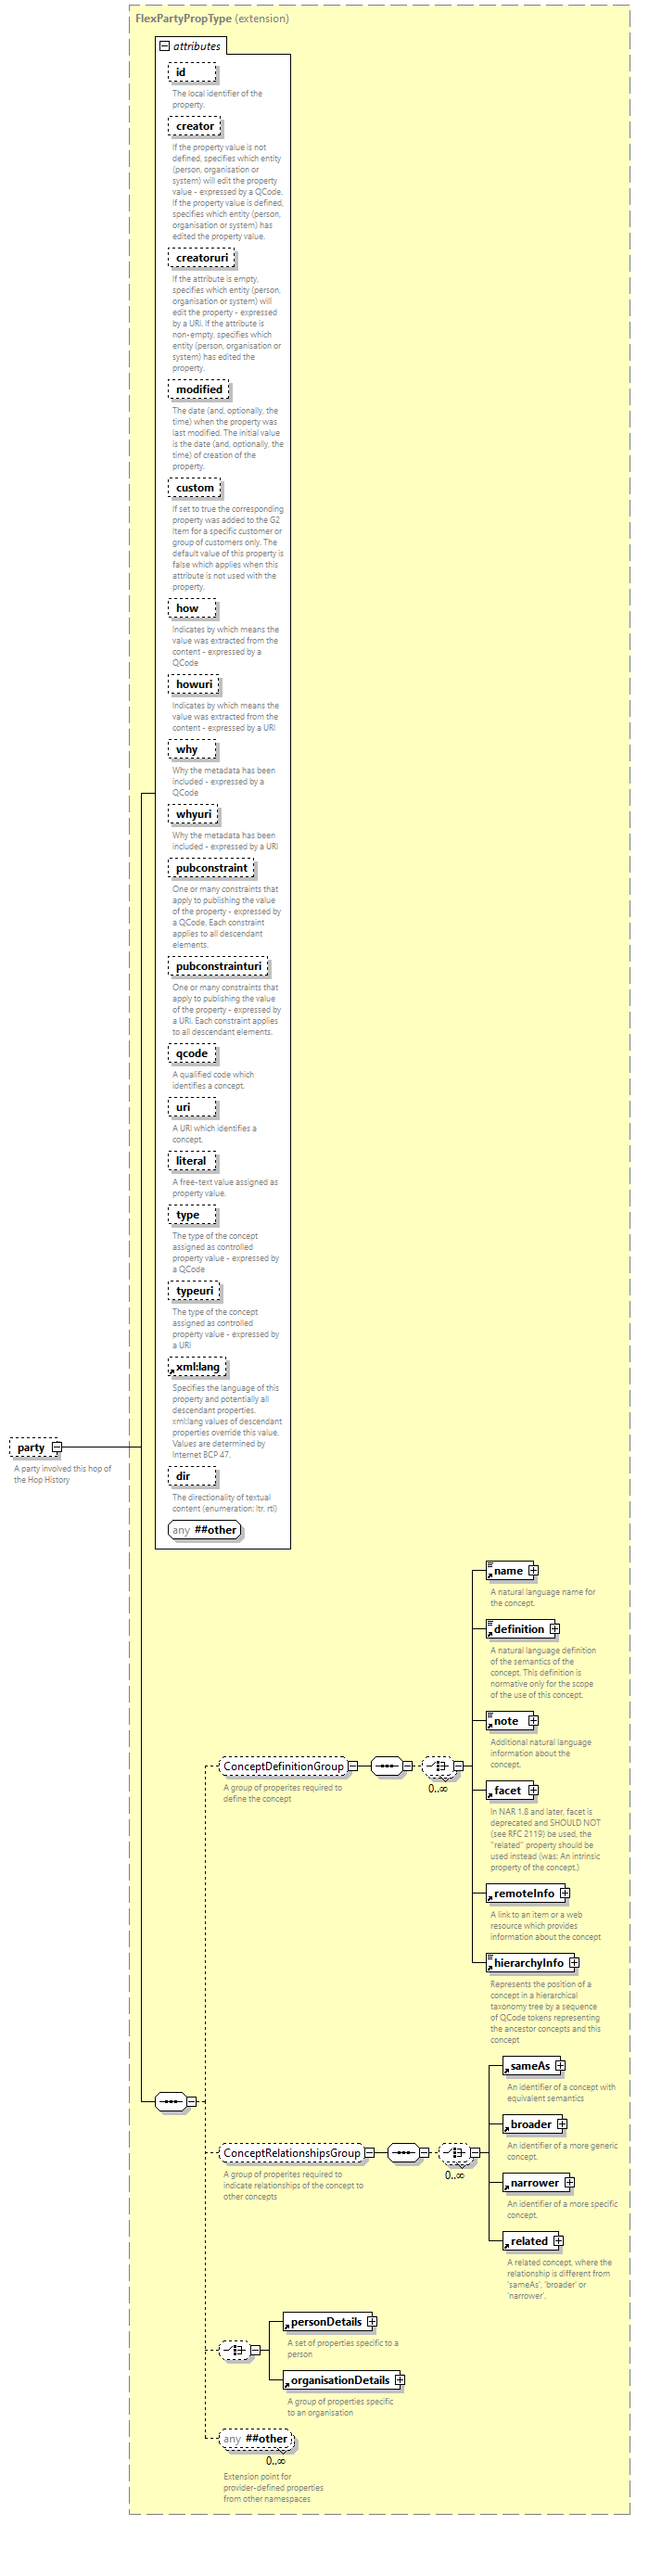 FlexPartyPropType (extension)
attributes
id
The local identifier of the
property.
creator
If the property value is not
defined, specifies which entity
(person, organisation or
system) will edit the property
value - expressed by a QCode.
If the property value is defined,
specifies which entity (person,
organisation or system) has
edited the property value.
creatoruri
If the attribute is empty,
specifies which entity (person,
organisation or system) will
edit the property - expressed
by a URI. If the attribute is
non-empty, specifies which
entity (person, organisation or
system) has edited the
property.
modified
The date (and, optionally, the
time) when the property was
last modified. The initial value
is the date (and, optionally, the
time) of creation of the
property.
custom
If set to true the corresponding
property was added to the G2
Item for a specific customer or
group of customers only. The
default value of this property is
false which applies when this
attribute is not used with the
property.
how
Indicates by which means the
value was extracted from the
content - expressed by a
QCode
howuri
Indicates by which means the
value was extracted from the
content - expressed by a URI
why
Why the metadata has been
included - expressed by a
QCode
whyuri
Why the metadata has been
included - expressed by a URI
pubconstraint
One or many constraints that
apply to publishing the value
of the property - expressed by
a QCode. Each constraint
applies to all descendant
elements.
pubconstrainturi
One or many constraints that
apply to publishing the value
of the property - expressed by
a URI. Each constraint applies
to all descendant elements.
qcode
A qualified code which
identifies a concept.
uri
A URI which identifies a
concept.
literal
A free-text value assigned as
property value.
type
The type of the concept
assigned as controlled
property value - expressed by
a QCode
typeuri
The type of the concept
assigned as controlled
property value - expressed by
a URI
xml:lang
Specifies the language of this
property and potentially all
descendant properties.
xml:lang values of descendant
properties override this value.
Values are determined by
Internet BCP 47.
dir
The directionality of textual
content (enumeration: ltr, rtl)
any ##other
party
A party involved this hop of
the Hop History
name
A natural language name for
the concept.
definition
A natural language definition
of the semantics of the
concept. This definition is
normative only for the scope
of the use of this concept.
note
Additional natural language
information about the
concept.
ConceptDefinitionGroup
0..∞
A group of properites required to
define the concept
facet
In NAR 1.8 and later, facet is
deprecated and SHOULD NOT
(see RFC 2119) be used, the
"related" property should be
used instead (was: An intrinsic
property of the concept.)
remoteInfo
A link to an item or a web
resource which provides
information about the concept
hierarchyInfo
Represents the position of a
concept in a hierarchical
taxonomy tree by a sequence
of QCode tokens representing
the ancestor concepts and this
concept
sameAs
An identifier of a concept with
equivalent semantics
broader
An identifier of a more generic
concept.
ConceptRelationshipsGroup
0..∞
A group of properites required to
indicate relationships of the concept to
other concepts
narrower
An identifier of a more specific
concept.
related
A related concept, where the
relationship is different from
'sameAs', 'broader' or
'narrower'.
personDetails
A set of properties specific to a
person
organisationDetails
A group of properties specific
to an organisation
any ##other
0..∞
Extension point for
provider-defined properties
from other namespaces